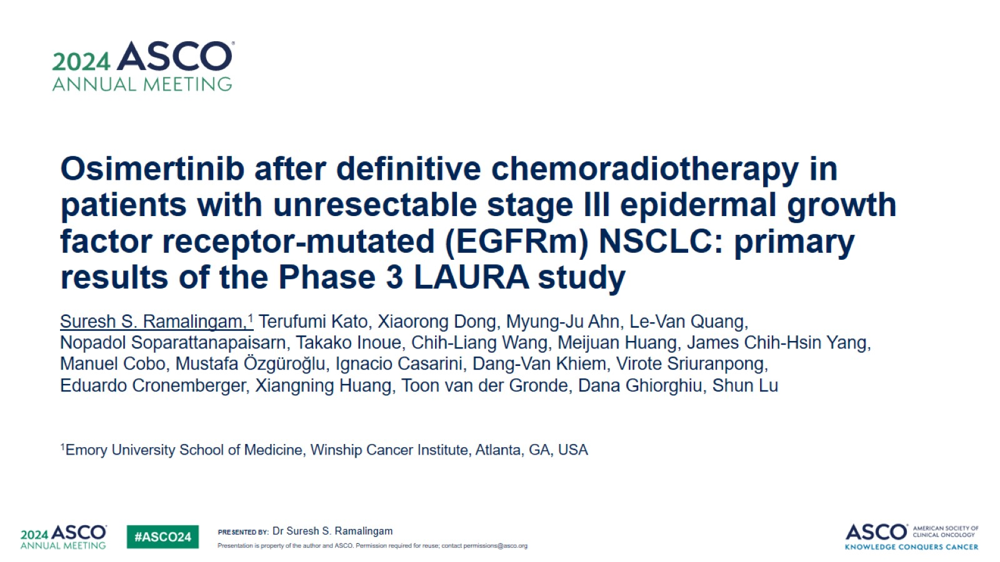 2024 ASCO®
ANNUAL MEETING
Osimertinib after definitive chemoradiotherapy in
patients with unresectable stage III epidermal growth
factor receptor-mutated (EGFRm) NSCLC: primary
results of the Phase 3 LAURA study
Suresh S. Ramalingam,¹ Terufumi Kato, Xiaorong Dong, Myung-Ju Ahn, Le-Van Quang,
Nopadol Soparattanapaisarn, Takako Inoue, Chih-Liang Wang, Meijuan Huang, James Chih-Hsin Yang,
Manuel Cobo, Mustafa Özgüroğlu, Ignacio Casarini, Dang-Van Khiem, Virote Sriuranpong,
Eduardo Cronemberger, Xiangning Huang, Toon van der Gronde, Dana Ghiorghiu, Shun Lu
¹Emory University School of Medicine, Winship Cancer Institute, Atlanta, GA, USA
2024 ASCO®
ANNUAL MEETING
#ASCO24
PRESENTED BY: Dr Suresh S. Ramalingam
Presentation is property of the author and ASCO. Permission required for reuse; contact permissions@asco.org
ASCO® AMERICAN SOCIETY OF
CLINICAL ONCOLOGY
KNOWLEDGE CONQUERS CANCER